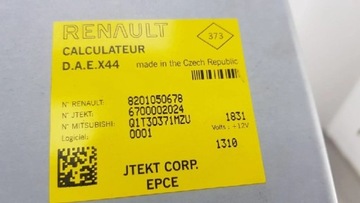 RENAULT
CALCULATEUR
373
D.A.E.X44 made in the Czech Republic
N° RENAULT: 8201050678
N° JTEKT: 6700002024
N° MITSUBISHI: Q1T30371MZU 1831
Logiciel: 0001 Volts : +12V
1310
JTEKT CORP.
EPCE